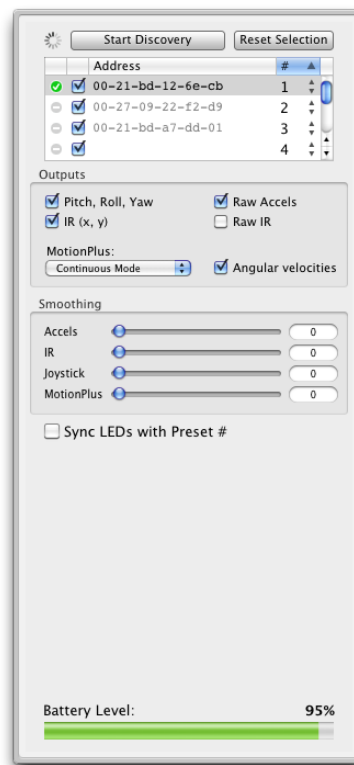 Start Discovery Reset Selection
Address #
00-21-bd-12-6e-cb 1
00-27-09-22-f2-d9 2
00-21-bd-a7-dd-01 3
4
Outputs
Pitch, Roll, Yaw Raw Accels
IR (x, y) Raw IR
MotionPlus:
Continuous Mode Angular velocities
Smoothing
Accels 0
IR 0
Joystick 0
MotionPlus 0
Sync LEDs with Preset #
Battery Level: 95%